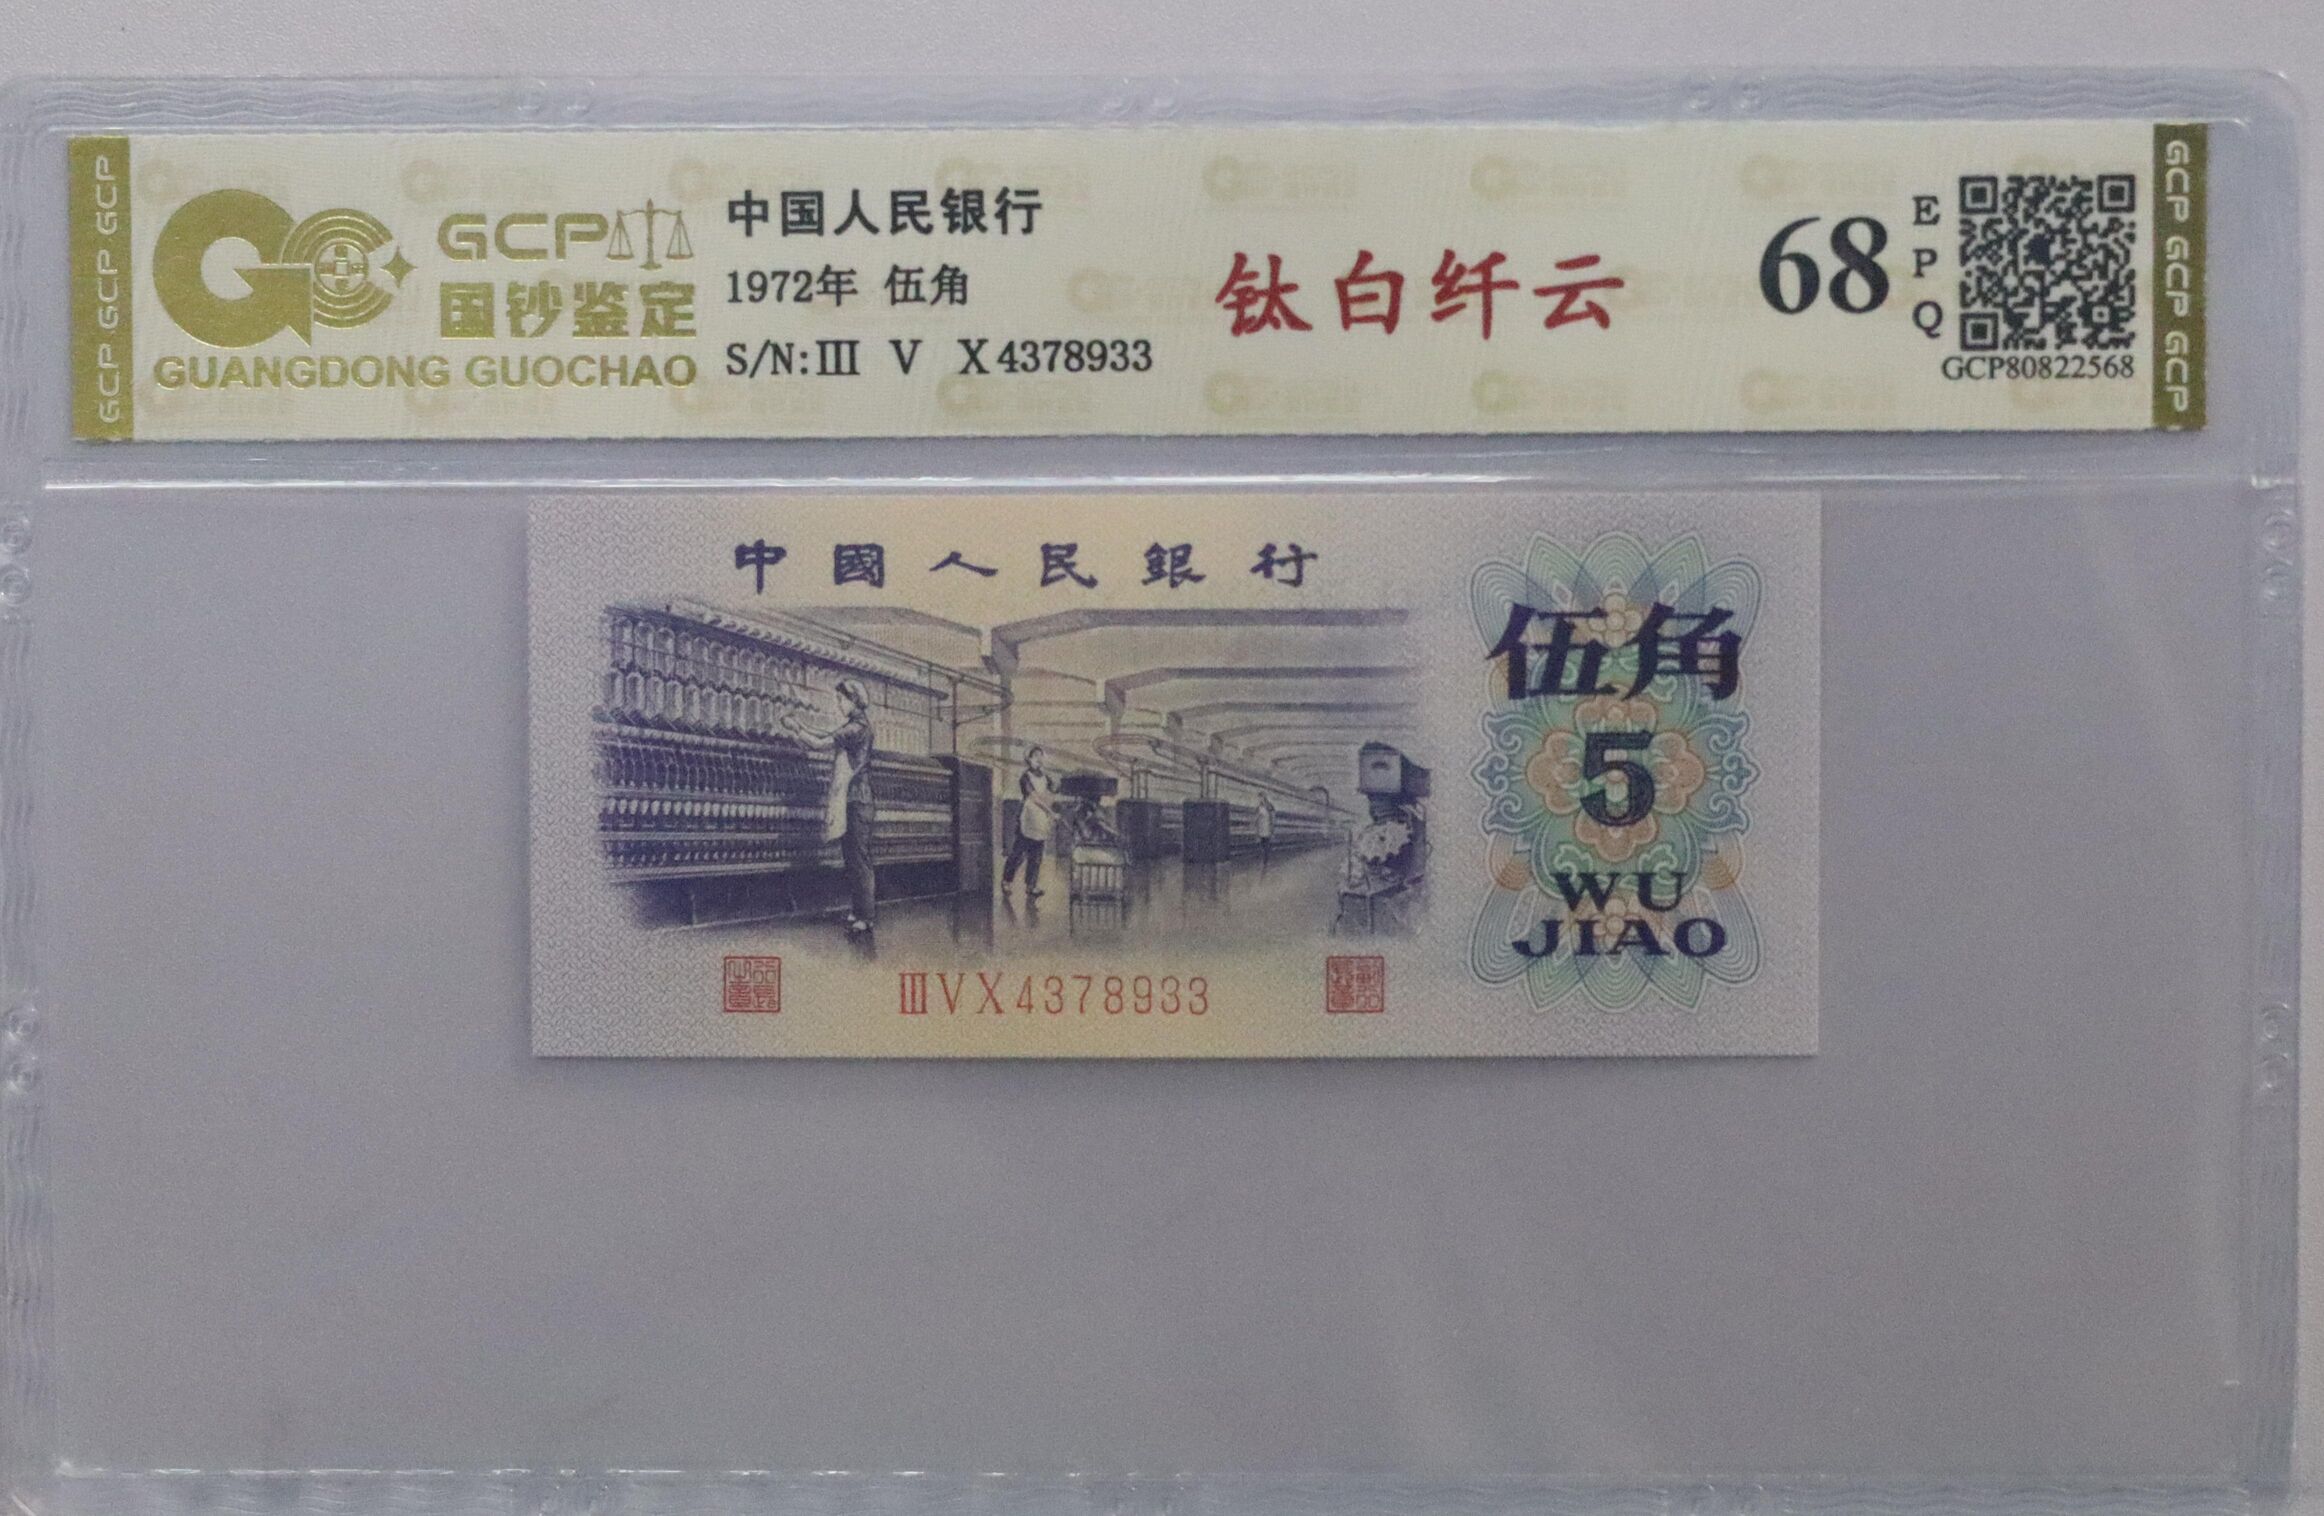 GCP GCP GCP
GCP
国钞鉴定
GUANGDONG GUOCHAO
中国人民银行
1972年 伍角
S/N:III V X4378933
钛白纤云
68
EPQ
GCP80822568
GCP GCP GCP
中國人民銀行
伍角
5
WU
JIAO
IIIVX4378933